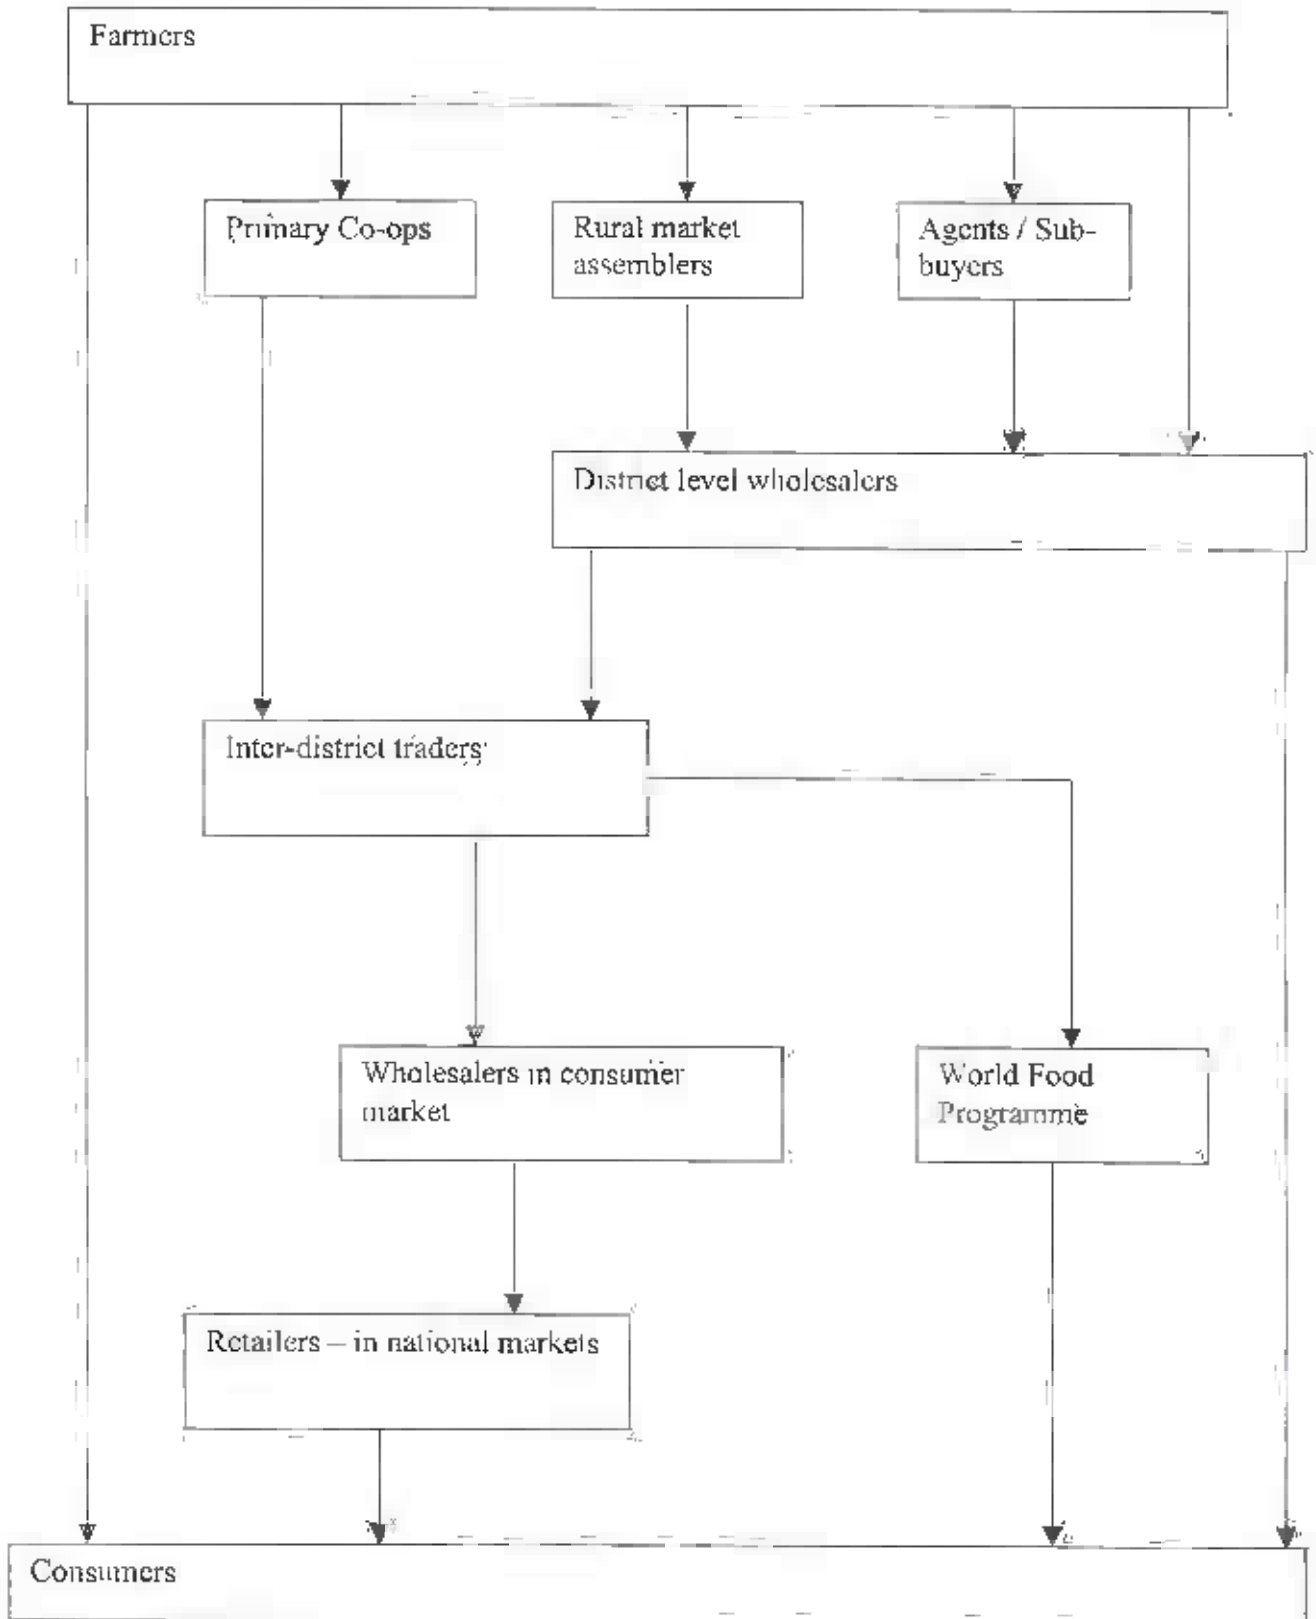 Farmers
Primary Co-ops
Rural market
assemblers
Agents / Sub-
buyers
District level wholesalers
Inter-district traders
Wholesalers in consumer
market
World Food
Programme
Retailers – in national markets
Consumers